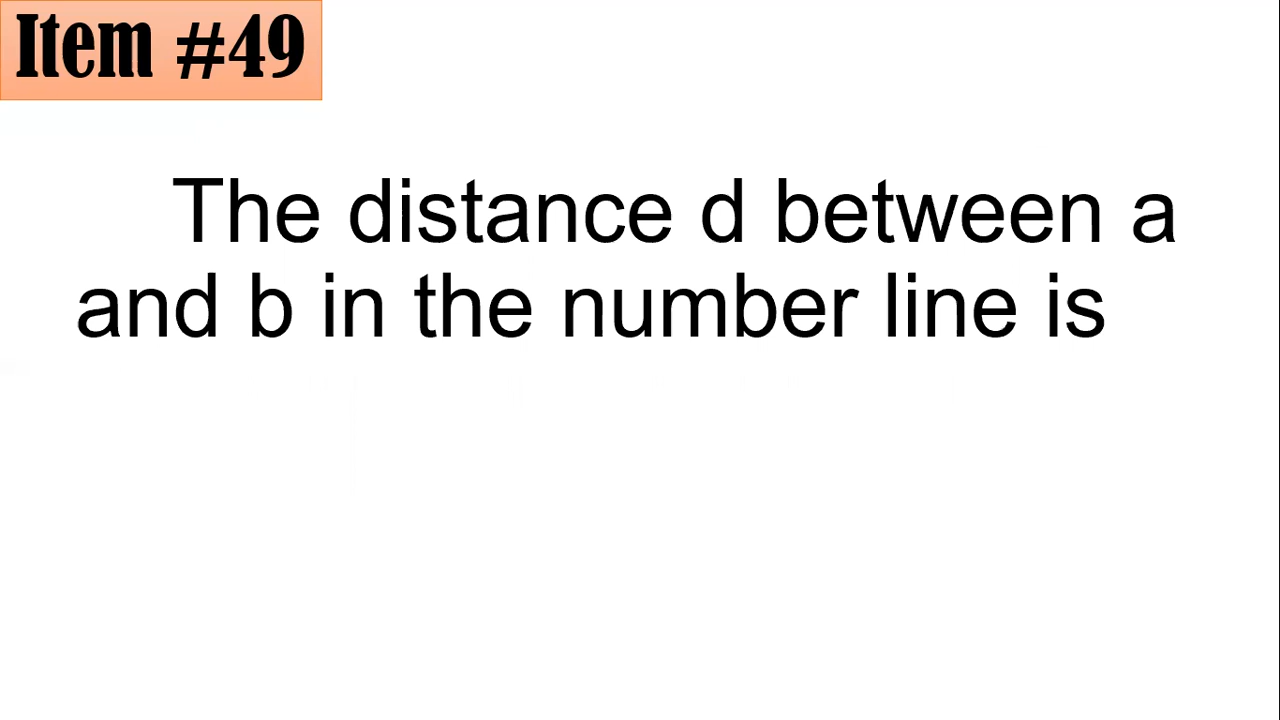 Item #49
The distance d between a
and b in the number line is